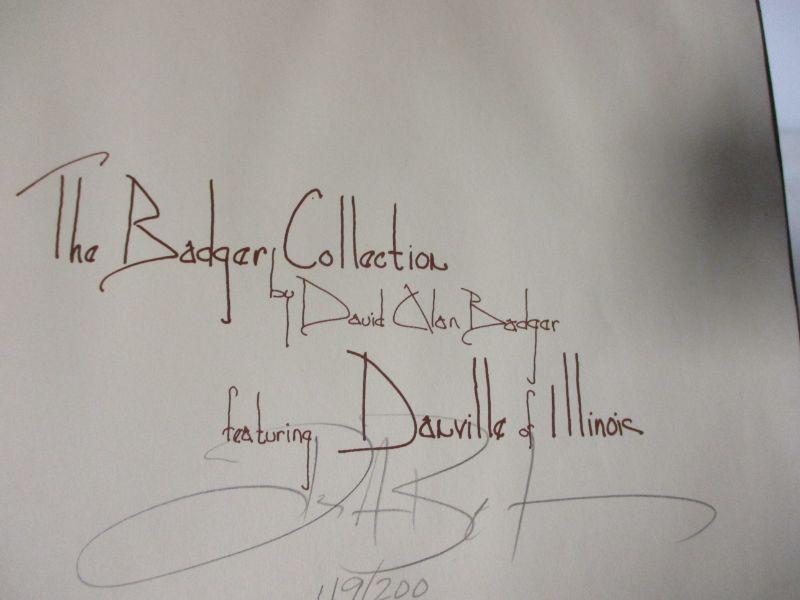 The Badger Collection
by David Alan Badger
featuring Danville of Illinois
119/200